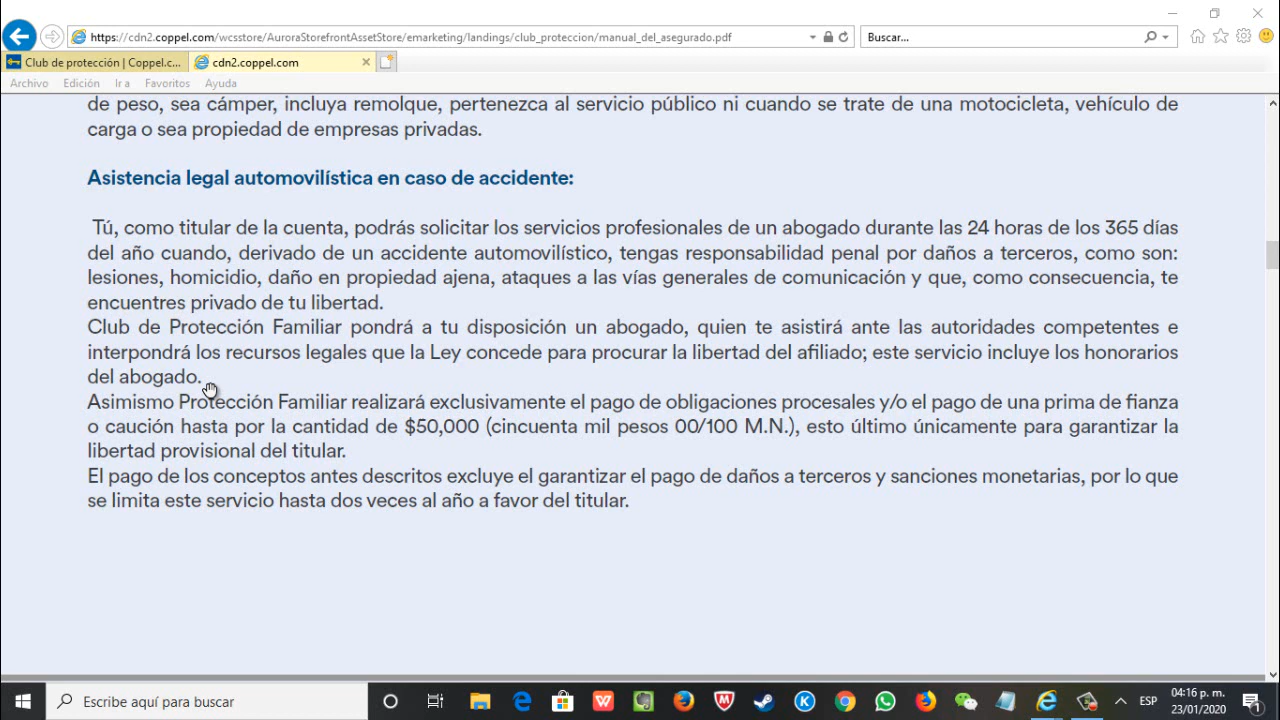 https://cdn2.coppel.com/wcsstore/AuroraStorefrontAssetStore/emarketing/landings/club_proteccion/manual_del_asegurado.pdf
Buscar...
Club de protección | Coppel.c...
cdn2.coppel.com
Archivo Edición Ir a Favoritos Ayuda
de peso, sea cámper, incluya remolque, pertenezca al servicio público ni cuando se trate de una motocicleta, vehículo de
carga o sea propiedad de empresas privadas.
Asistencia legal automovilística en caso de accidente:
Tú, como titular de la cuenta, podrás solicitar los servicios profesionales de un abogado durante las 24 horas de los 365 días
del año cuando, derivado de un accidente automovilístico, tengas responsabilidad penal por daños a terceros, como son:
lesiones, homicidio, daño en propiedad ajena, ataques a las vías generales de comunicación y que, como consecuencia, te
encuentres privado de tu libertad.
Club de Protección Familiar pondrá a tu disposición un abogado, quien te asistirá ante las autoridades competentes e
interpondrá los recursos legales que la Ley concede para procurar la libertad del afiliado; este servicio incluye los honorarios
del abogado.
Asimismo Protección Familiar realizará exclusivamente el pago de obligaciones procesales y/o el pago de una prima de fianza
o caución hasta por la cantidad de $50,000 (cincuenta mil pesos 00/100 M.N.), esto último únicamente para garantizar la
libertad provisional del titular.
El pago de los conceptos antes descritos excluye el garantizar el pago de daños a terceros y sanciones monetarias, por lo que
se limita este servicio hasta dos veces al año a favor del titular.
Escribe aquí para buscar
ESP
04:16 p. m.
23/01/2020
1